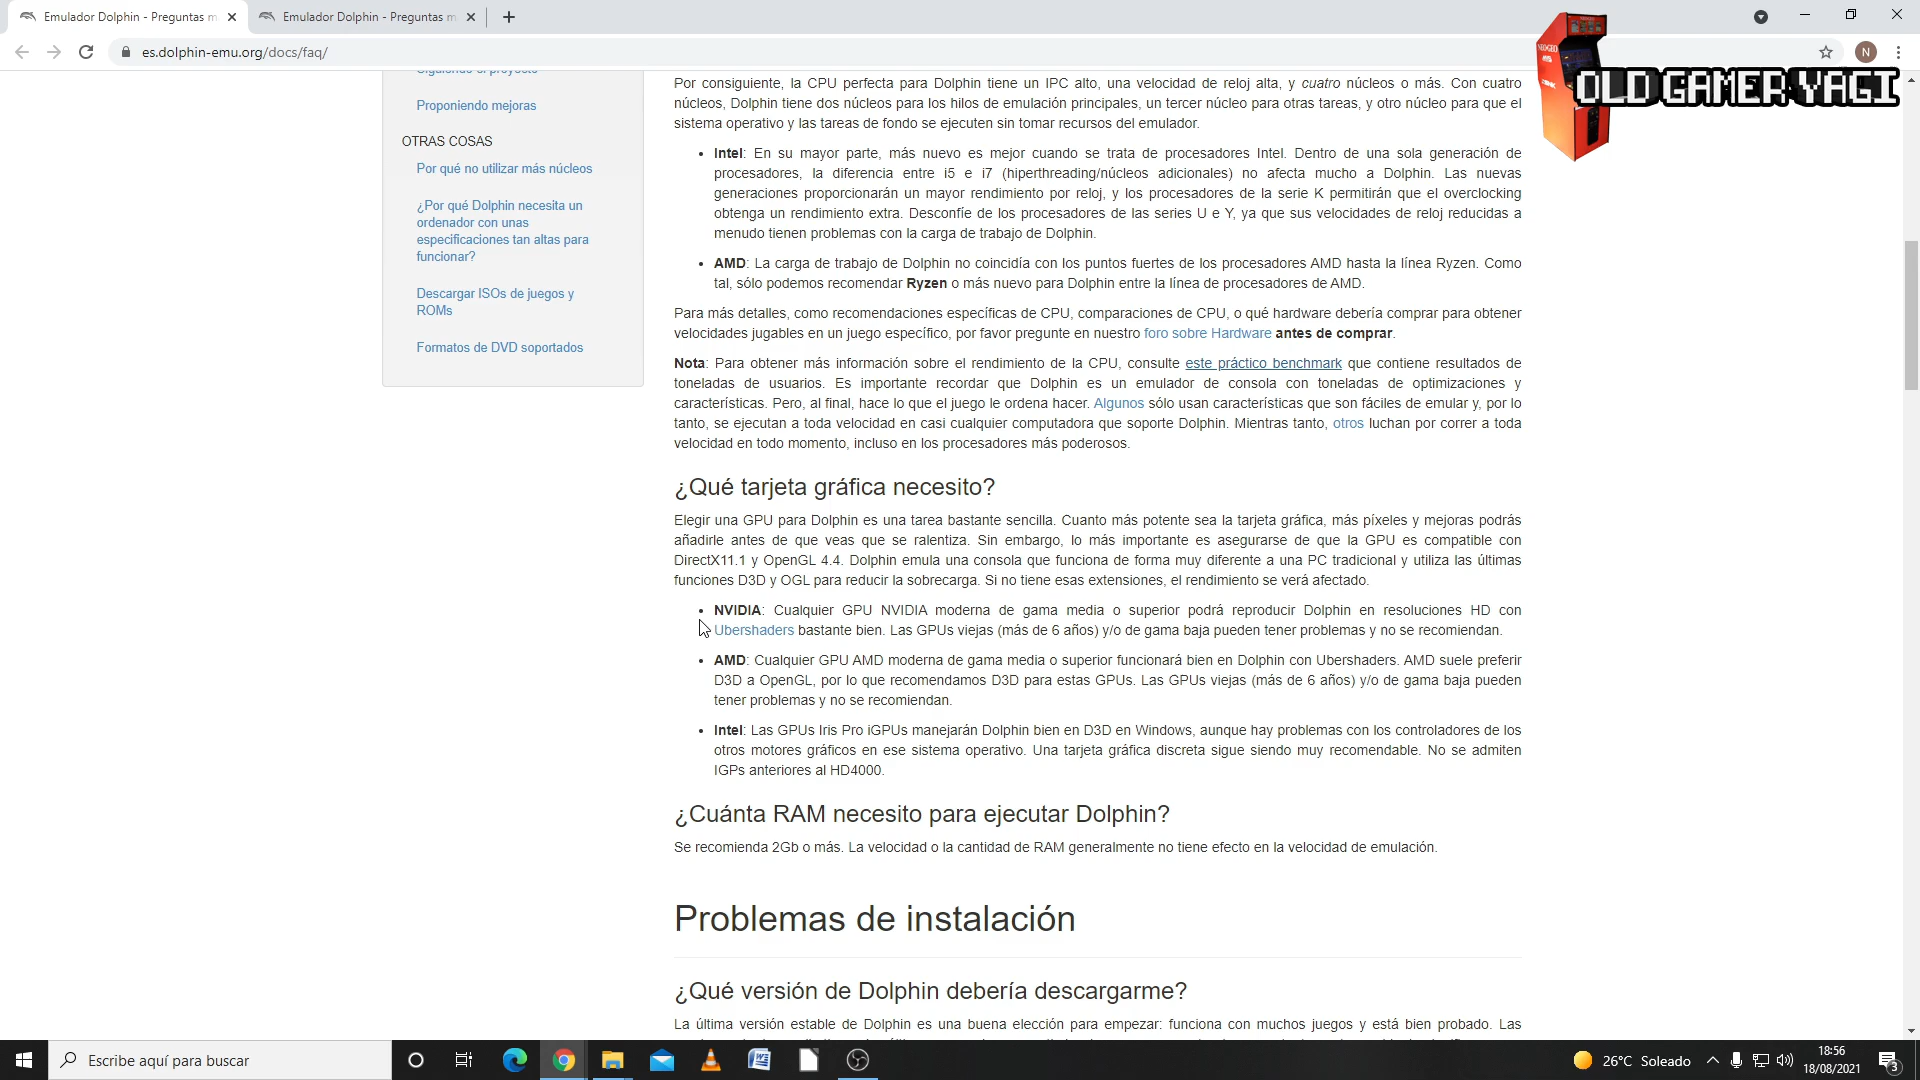 Emulador Dolphin - Preguntas m
Emulador Dolphin - Preguntas m
es.dolphin-emu.org/docs/faq/
N
NEOGEO
OLD GAMER YAGI
Siguiendo el proyecto
Proponiendo mejoras
OTRAS COSAS
Por qué no utilizar más núcleos
¿Por qué Dolphin necesita un
ordenador con unas
especificaciones tan altas para
funcionar?
Descargar ISOs de juegos y
ROMs
Formatos de DVD soportados
Por consiguiente, la CPU perfecta para Dolphin tiene un IPC alto, una velocidad de reloj alta, y cuatro núcleos o más. Con cuatro
núcleos, Dolphin tiene dos núcleos para los hilos de emulación principales, un tercer núcleo para otras tareas, y otro núcleo para que el
sistema operativo y las tareas de fondo se ejecuten sin tomar recursos del emulador.
• Intel: En su mayor parte, más nuevo es mejor cuando se trata de procesadores Intel. Dentro de una sola generación de
procesadores, la diferencia entre i5 e i7 (hiperthreading/núcleos adicionales) no afecta mucho a Dolphin. Las nuevas
generaciones proporcionarán un mayor rendimiento por reloj, y los procesadores de la serie K permitirán que el overclocking
obtenga un rendimiento extra. Desconfíe de los procesadores de las series U e Y, ya que sus velocidades de reloj reducidas a
menudo tienen problemas con la carga de trabajo de Dolphin.
• AMD: La carga de trabajo de Dolphin no coincidía con los puntos fuertes de los procesadores AMD hasta la línea Ryzen. Como
tal, sólo podemos recomendar Ryzen o más nuevo para Dolphin entre la línea de procesadores de AMD.
Para más detalles, como recomendaciones específicas de CPU, comparaciones de CPU, o qué hardware debería comprar para obtener
velocidades jugables en un juego específico, por favor pregunte en nuestro foro sobre Hardware antes de comprar.
Nota: Para obtener más información sobre el rendimiento de la CPU, consulte este práctico benchmark que contiene resultados de
toneladas de usuarios. Es importante recordar que Dolphin es un emulador de consola con toneladas de optimizaciones y
características. Pero, al final, hace lo que el juego le ordena hacer. Algunos sólo usan características que son fáciles de emular y, por lo
tanto, se ejecutan a toda velocidad en casi cualquier computadora que soporte Dolphin. Mientras tanto, otros luchan por correr a toda
velocidad en todo momento, incluso en los procesadores más poderosos.
¿Qué tarjeta gráfica necesito?
Elegir una GPU para Dolphin es una tarea bastante sencilla. Cuanto más potente sea la tarjeta gráfica, más píxeles y mejoras podrás
añadirle antes de que veas que se ralentiza. Sin embargo, lo más importante es asegurarse de que la GPU es compatible con
DirectX11.1 y OpenGL 4.4. Dolphin emula una consola que funciona de forma muy diferente a una PC tradicional y utiliza las últimas
funciones D3D y OGL para reducir la sobrecarga. Si no tiene esas extensiones, el rendimiento se verá afectado.
• NVIDIA: Cualquier GPU NVIDIA moderna de gama media o superior podrá reproducir Dolphin en resoluciones HD con
Ubershaders bastante bien. Las GPUs viejas (más de 6 años) y/o de gama baja pueden tener problemas y no se recomiendan.
• AMD: Cualquier GPU AMD moderna de gama media o superior funcionará bien en Dolphin con Ubershaders. AMD suele preferir
D3D a OpenGL, por lo que recomendamos D3D para estas GPUs. Las GPUs viejas (más de 6 años) y/o de gama baja pueden
tener problemas y no se recomiendan.
• Intel: Las GPUs Iris Pro iGPUs manejarán Dolphin bien en D3D en Windows, aunque hay problemas con los controladores de los
otros motores gráficos en ese sistema operativo. Una tarjeta gráfica discreta sigue siendo muy recomendable. No se admiten
IGPs anteriores al HD4000.
¿Cuánta RAM necesito para ejecutar Dolphin?
Se recomienda 2Gb o más. La velocidad o la cantidad de RAM generalmente no tiene efecto en la velocidad de emulación.
Problemas de instalación
¿Qué versión de Dolphin debería descargarme?
La última versión estable de Dolphin es una buena elección para empezar: funciona con muchos juegos y está bien probado. Las
Escribe aquí para buscar
26°C Soleado
18:56
18/08/2021
3